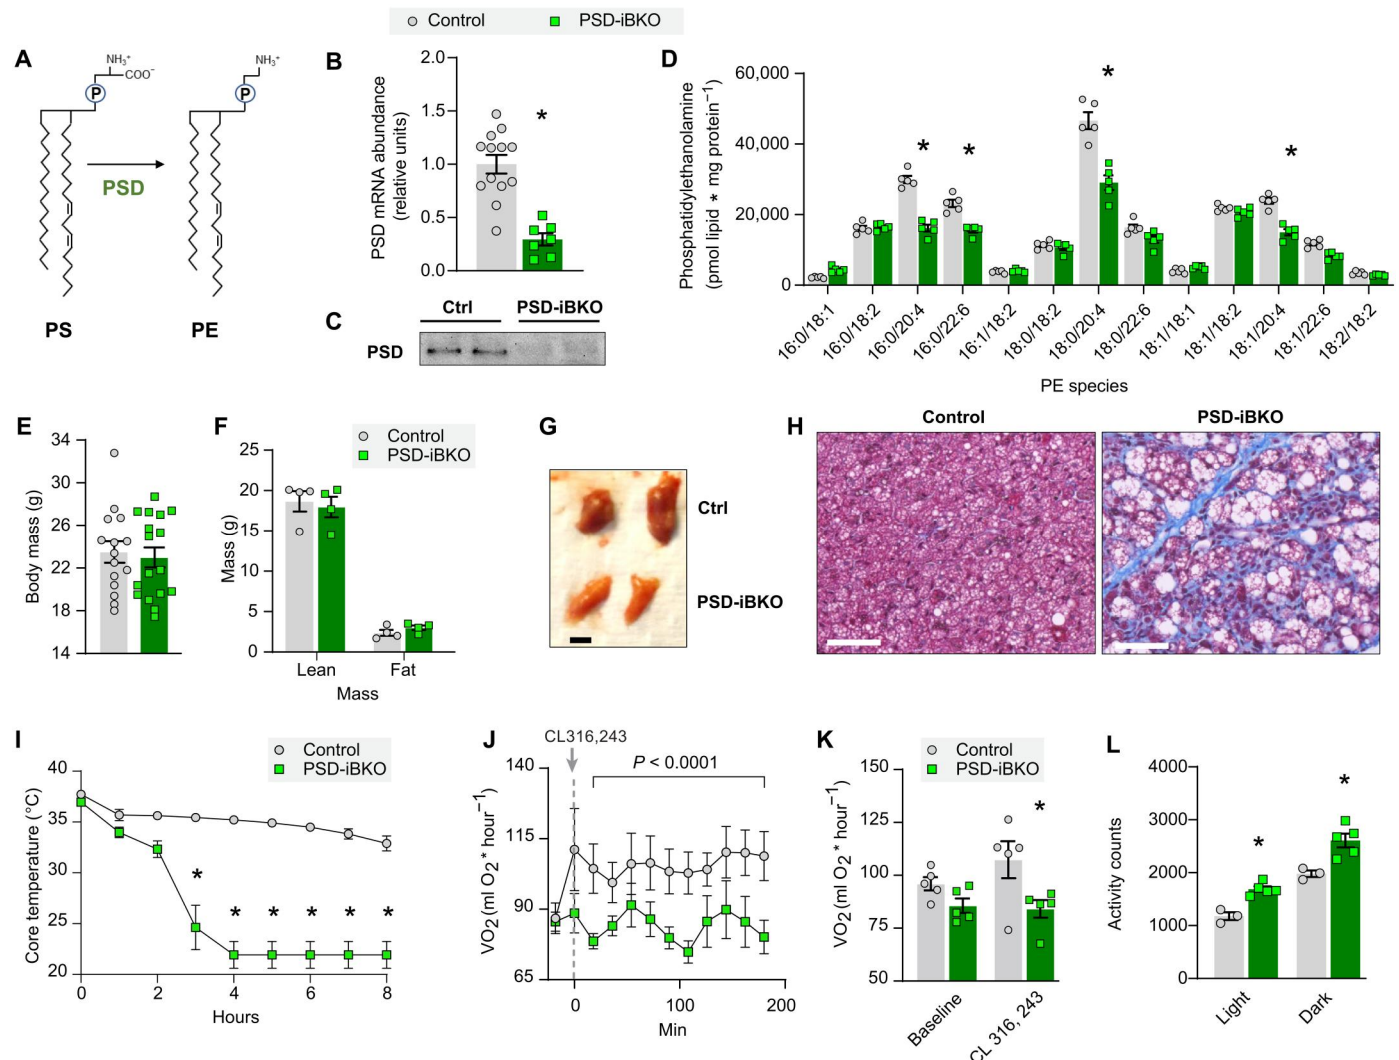 Control PSD-iBKO
A
NH₃⁺
COO⁻
P
NH₃⁺
P
PSD
PS PE
B
PSD mRNA abundance
(relative units)
2.0
1.5
1.0
0.5
0.0
*
C
Ctrl PSD-iBKO
PSD
D
Phosphatidylethanolamine
(pmol lipid * mg protein⁻¹)
60,000
40,000
20,000
0
* * * *
16:0/18:1 16:0/18:2 16:0/20:4 16:0/22:6 16:1/18:2 18:0/18:2 18:0/20:4 18:0/22:6 18:1/18:1 18:1/18:2 18:1/20:4 18:1/22:6 18:2/18:2
PE species
E
Body mass (g)
34
30
26
22
18
14
F
Control
PSD-iBKO
Mass (g)
25
20
15
10
5
0
Lean Fat
Mass
G
Ctrl
PSD-iBKO
H
Control PSD-iBKO
I
Control
PSD-iBKO
Core temperature (°C)
40
35
30
25
20
* * * * * *
0 2 4 6 8
Hours
J
CL316,243
P < 0.0001
VO₂ (ml O₂ * hour⁻¹)
140
115
90
65
0 100 200
Min
K
Control
PSD-iBKO
VO₂ (ml O₂ * hour⁻¹)
150
125
100
75
50
*
Baseline CL 316, 243
L
Activity counts
4000
3000
2000
1000
0
* *
Light Dark